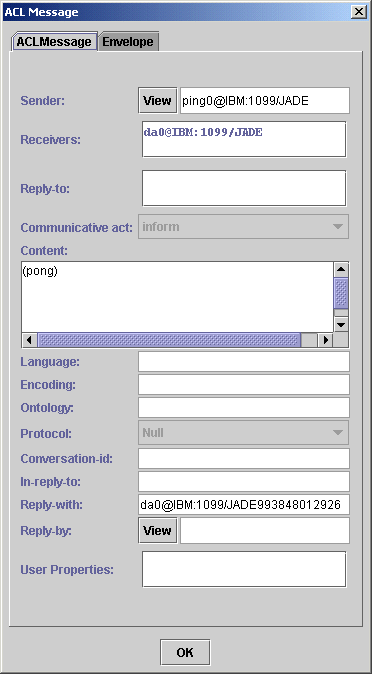 ACL Message
ACLMessage Envelope
Sender: View ping0@IBM:1099/JADE
Receivers: da0@IBM:1099/JADE
Reply-to:
Communicative act: inform
Content:
(pong)
Language:
Encoding:
Ontology:
Protocol: Null
Conversation-id:
In-reply-to:
Reply-with: da0@IBM:1099/JADE993848012926
Reply-by: View
User Properties:
OK